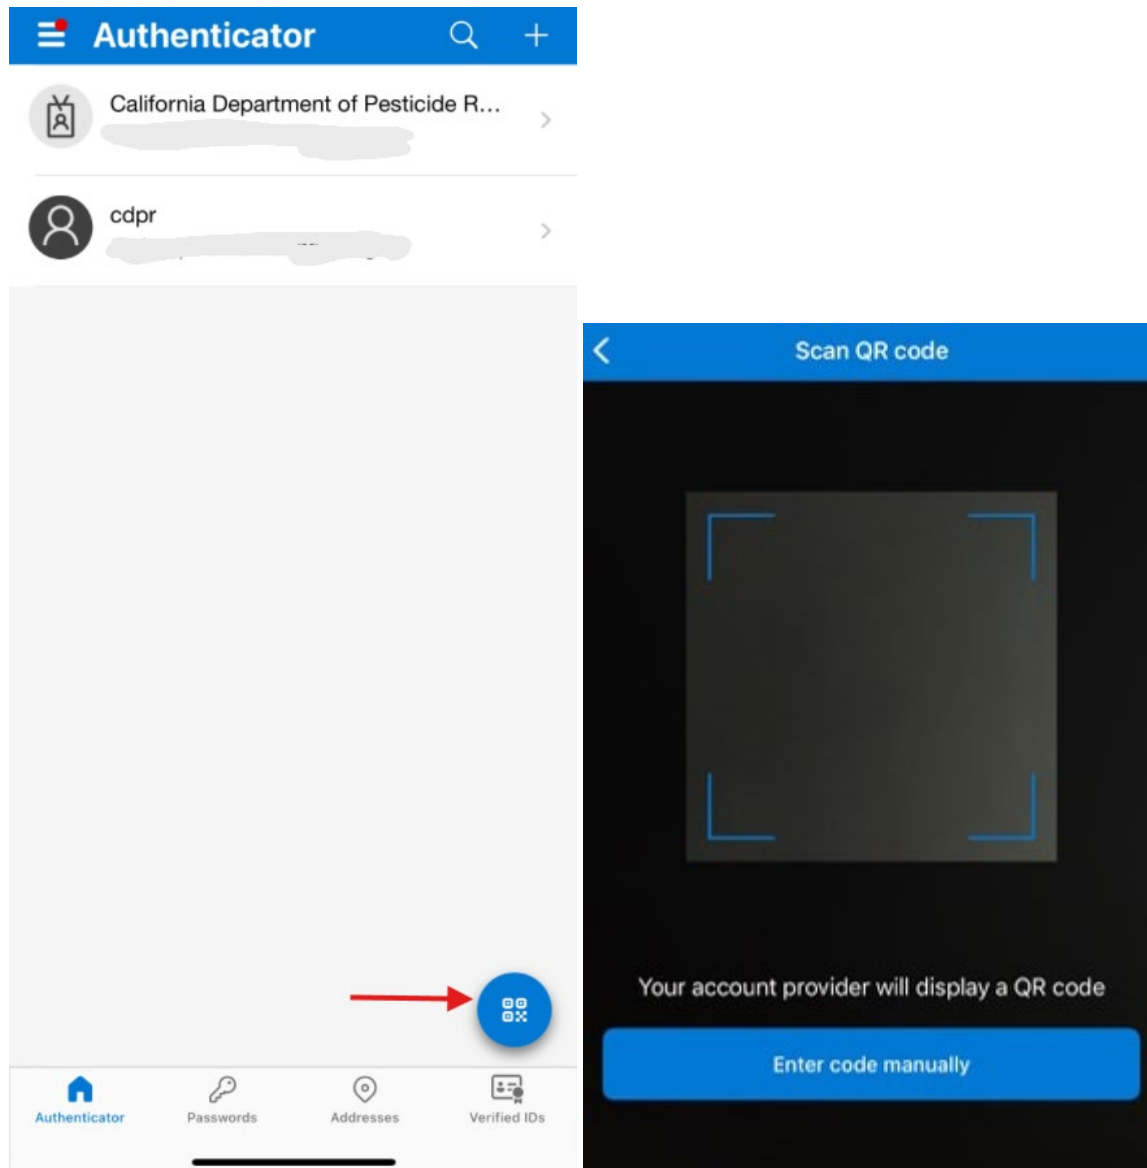 Authenticator
California Department of Pesticide R...
cdpr
Authenticator
Passwords
Addresses
Verified IDs
Scan QR code
Your account provider will display a QR code
Enter code manually